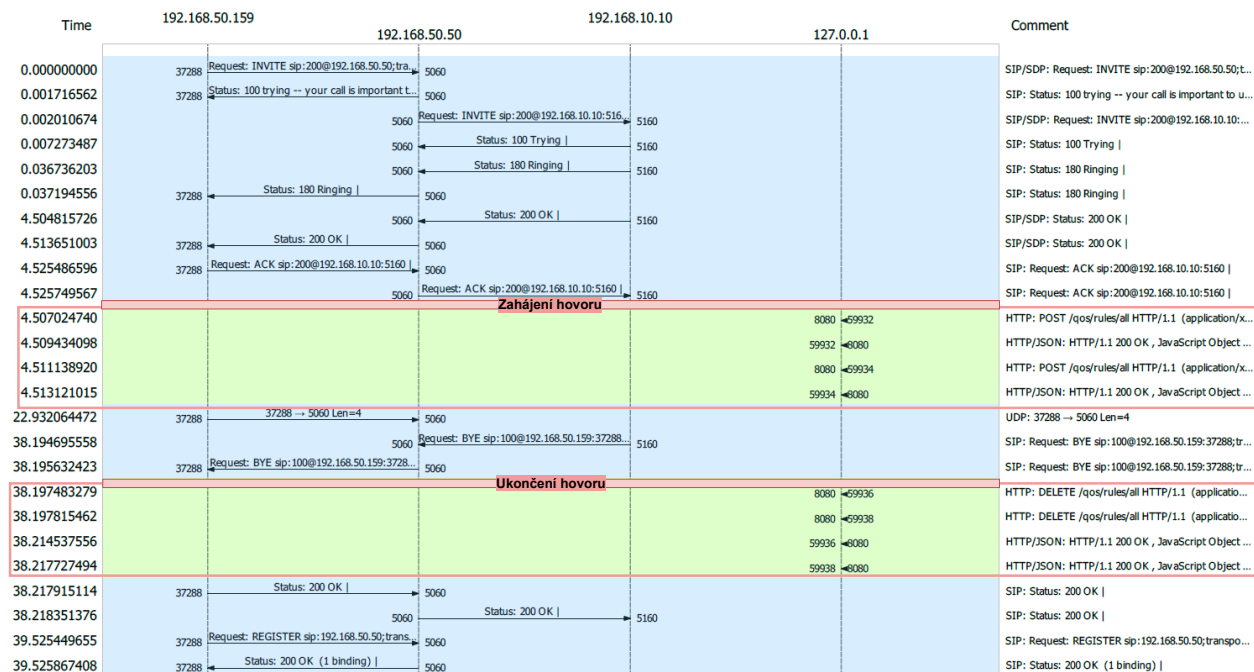 192.168.50.159 192.168.10.10
Time 192.168.50.50 127.0.0.1 Comment
0.000000000 37288 Request: INVITE sip:200@192.168.50.50;tra... 5060 SIP/SDP: Request: INVITE sip:200@192.168.50.50;t...
0.001716562 37288 Status: 100 trying -- your call is important t... 5060 SIP: Status: 100 trying -- your call is important to u...
0.002010674 5060 Request: INVITE sip:200@192.168.10.10:516... 5160 SIP/SDP: Request: INVITE sip:200@192.168.10.10:...
0.007273487 5060 Status: 100 Trying | 5160 SIP: Status: 100 Trying |
0.036736203 5060 Status: 180 Ringing | 5160 SIP: Status: 180 Ringing |
0.037194556 37288 Status: 180 Ringing | 5060 SIP: Status: 180 Ringing |
4.504815726 5060 Status: 200 OK | 5160 SIP/SDP: Status: 200 OK |
4.513651003 37288 Status: 200 OK | 5060 SIP/SDP: Status: 200 OK |
4.525486596 37288 Request: ACK sip:200@192.168.10.10:5160 | 5060 SIP: Request: ACK sip:200@192.168.10.10:5160 |
4.525749567 5060 Request: ACK sip:200@192.168.10.10:5160 | 5160 SIP: Request: ACK sip:200@192.168.10.10:5160 |
Zahájení hovoru
4.507024740 8080 59932 HTTP: POST /qos/rules/all HTTP/1.1 (application/x...
4.509434098 59932 8080 HTTP/JSON: HTTP/1.1 200 OK , JavaScript Object ...
4.511138920 8080 59934 HTTP: POST /qos/rules/all HTTP/1.1 (application/x...
4.513121015 59934 8080 HTTP/JSON: HTTP/1.1 200 OK , JavaScript Object ...
22.932064472 37288 37288 → 5060 Len=4 5060 UDP: 37288 → 5060 Len=4
38.194695558 5060 Request: BYE sip:100@192.168.50.159:37288... 5160 SIP: Request: BYE sip:100@192.168.50.159:37288;tr...
38.195632423 37288 Request: BYE sip:100@192.168.50.159:3728... 5060 SIP: Request: BYE sip:100@192.168.50.159:37288;tr...
Ukončení hovoru
38.197483279 8080 59936 HTTP: DELETE /qos/rules/all HTTP/1.1 (applicatio...
38.197815462 8080 59938 HTTP: DELETE /qos/rules/all HTTP/1.1 (applicatio...
38.214537556 59936 8080 HTTP/JSON: HTTP/1.1 200 OK , JavaScript Object ...
38.217727494 59938 8080 HTTP/JSON: HTTP/1.1 200 OK , JavaScript Object ...
38.217915114 37288 Status: 200 OK | 5060 SIP: Status: 200 OK |
38.218351376 5060 Status: 200 OK | 5160 SIP: Status: 200 OK |
39.525449655 37288 Request: REGISTER sip:192.168.50.50;trans... 5060 SIP: Request: REGISTER sip:192.168.50.50;transpo...
39.525867408 37288 Status: 200 OK (1 binding) | 5060 SIP: Status: 200 OK (1 binding) |